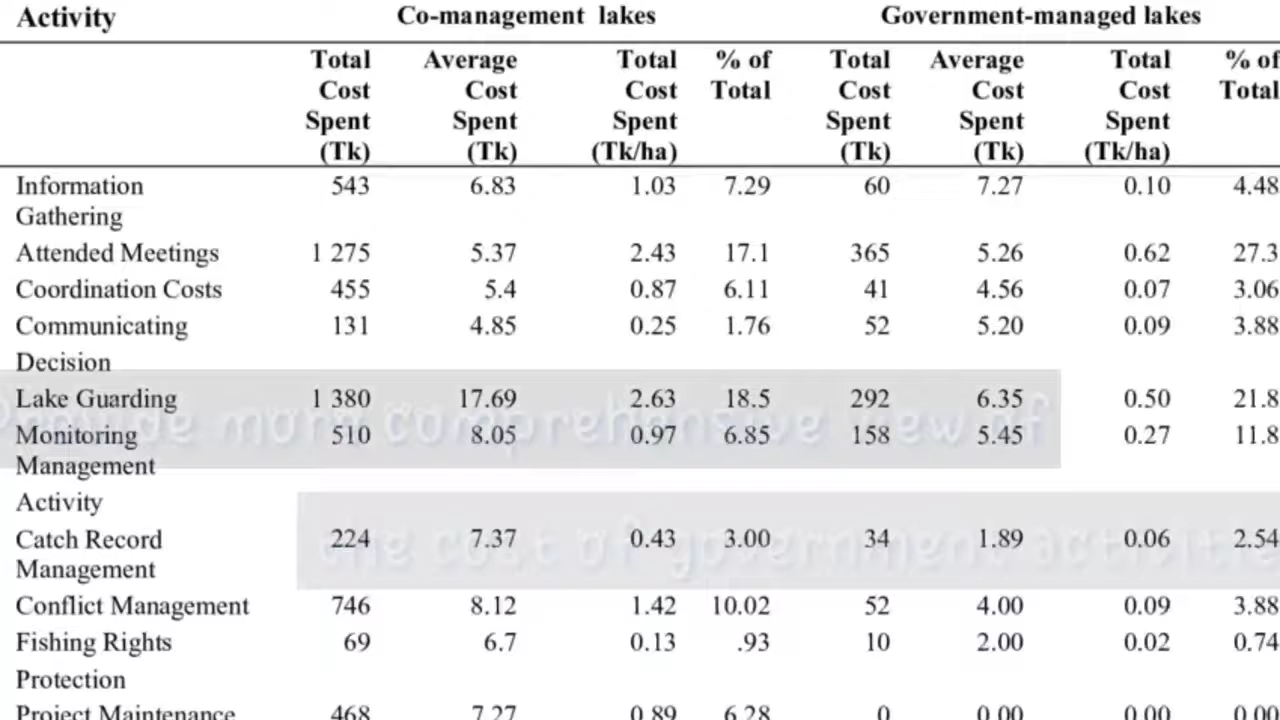 Activity Co-management lakes Government-managed lakes
Total Average Total % of Total Average Total % of
Cost Cost Cost Total Cost Cost Cost Total
Spent Spent Spent Spent Spent Spent
(Tk) (Tk) (Tk/ha) (Tk) (Tk) (Tk/ha)
Information 543 6.83 1.03 7.29 60 7.27 0.10 4.48
Gathering
Attended Meetings 1 275 5.37 2.43 17.1 365 5.26 0.62 27.3
Coordination Costs 455 5.4 0.87 6.11 41 4.56 0.07 3.06
Communicating 131 4.85 0.25 1.76 52 5.20 0.09 3.88
Decision
Lake Guarding 1 380 17.69 2.63 18.5 292 6.35 0.50 21.8
Provide more comprehensive view of
Monitoring 510 8.05 0.97 6.85 158 5.45 0.27 11.8
Management
Activity
Catch Record 224 7.37 0.43 3.00 34 1.89 0.06 2.54
the cost of government activitie
Management
Conflict Management 746 8.12 1.42 10.02 52 4.00 0.09 3.88
Fishing Rights 69 6.7 0.13 .93 10 2.00 0.02 0.74
Protection
Project Maintenance 468 7.27 0.89 6.28 0 0.00 0.00 0.00